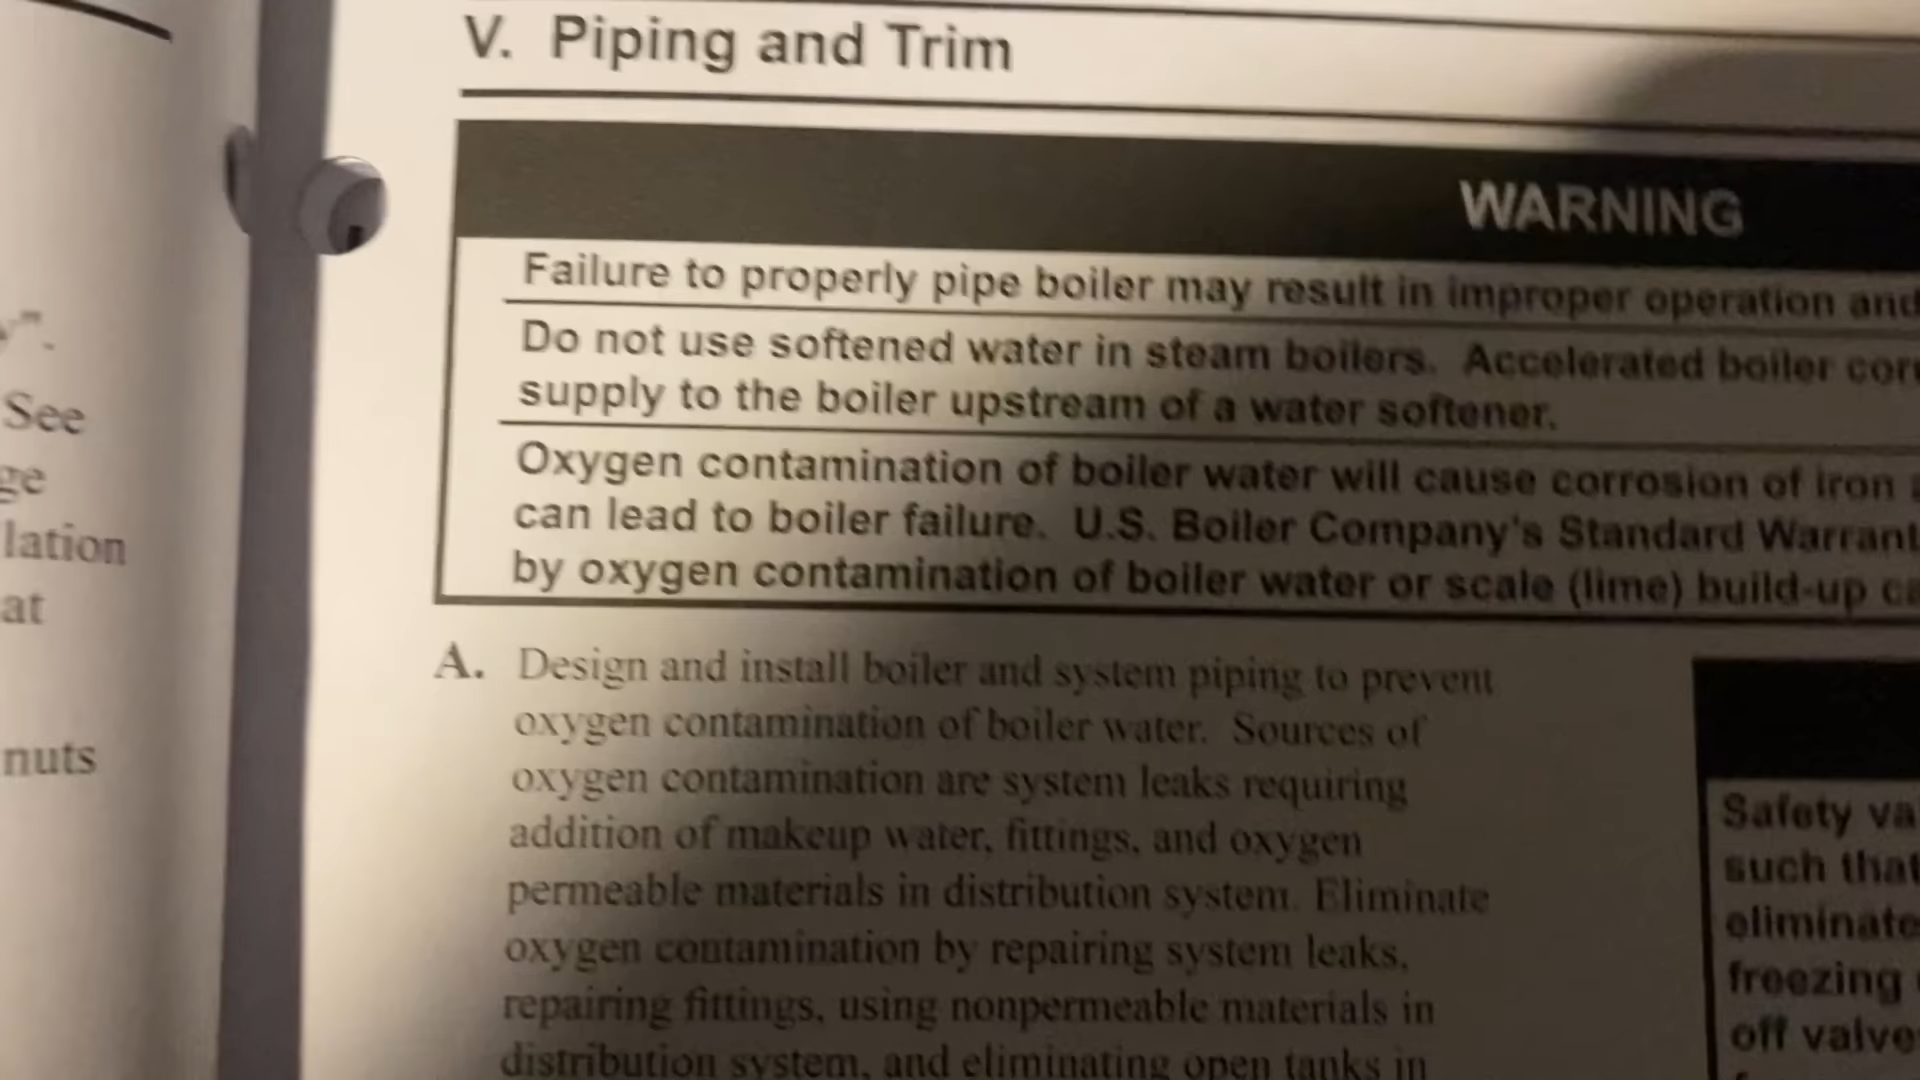 V. Piping and Trim
WARNING
Failure to properly pipe boiler may result in improper operation and
Do not use softened water in steam boilers. Accelerated boiler
supply to the boiler upstream of a water softener.
Oxygen contamination of boiler water will cause corrosion of iron
can lead to boiler failure. U.S. Boiler Company's Standard
by oxygen contamination of boiler water or scale (lime) build-up
A. Design and install boiler and system piping to prevent
oxygen contamination of boiler water. Sources of
oxygen contamination are system leaks requiring
addition of makeup water, fittings, and oxygen
permeable materials in distribution system. Eliminate
oxygen contamination by repairing system leaks,
repairing fittings, using nonpermeable materials in
distribution system, and eliminating open tanks in
See
lation
at
nuts
Safety
such that
eliminate
freezing
off